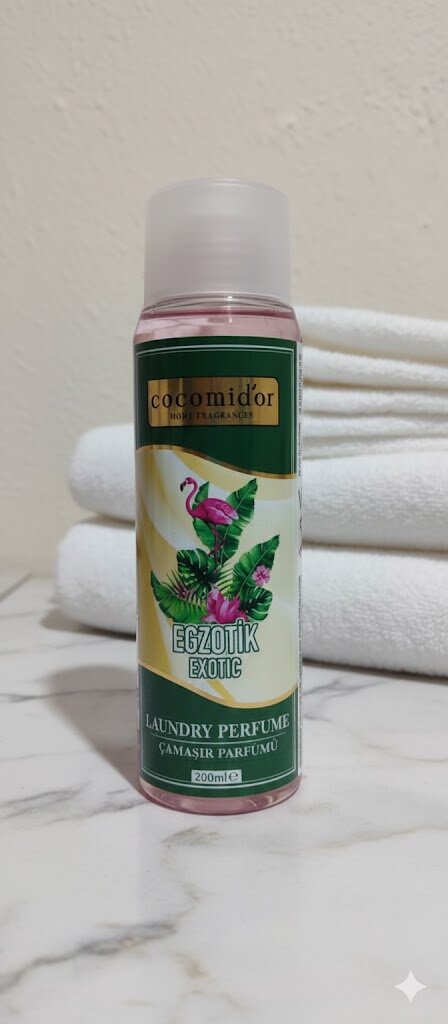 cocomid'or
HOME FRAGRANCES
EGZOTİK
EXOTIC
LAUNDRY PERFUME
ÇAMAŞIR PARFÜMÜ
200ml ℮